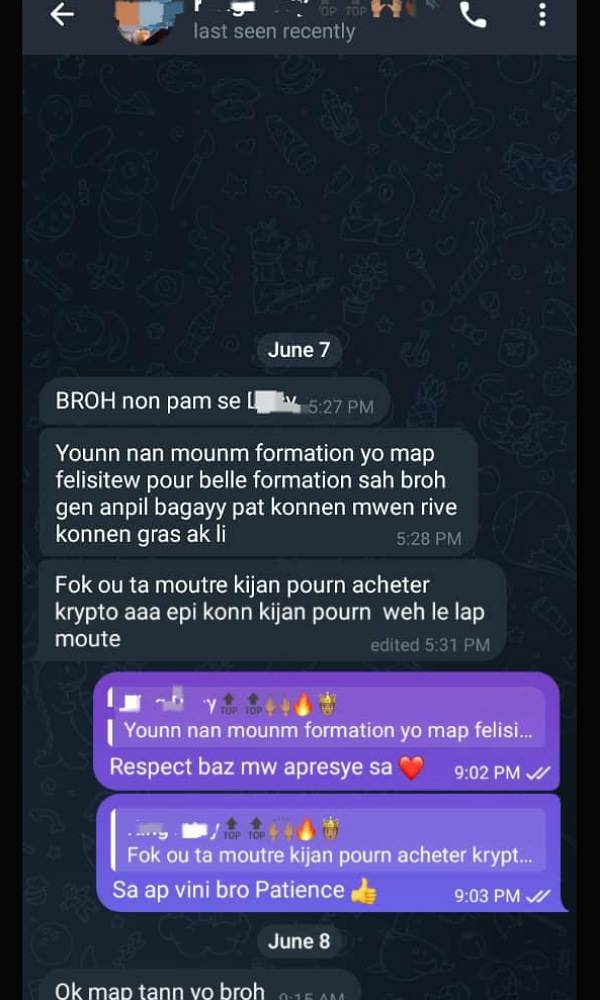 last seen recently
June 7
BROH non pam se
5:27 PM
Younn nan mounm formation yo map
felisitew pour belle formation sah broh
gen anpil bagayy pat konnen mwen rive
konnen gras ak li
5:28 PM
Fok ou ta moutre kijan pourn acheter
krypto aaa epi konn kijan pourn weh le lap
moute
edited 5:31 PM
Younn nan mounm formation yo map felisi...
Respect baz mw apresye sa ❤️
9:02 PM
Fok ou ta moutre kijan pourn acheter krypt...
Sa ap vini bro Patience 👍
9:03 PM
June 8
Ok map tann yo broh
9:15 AM